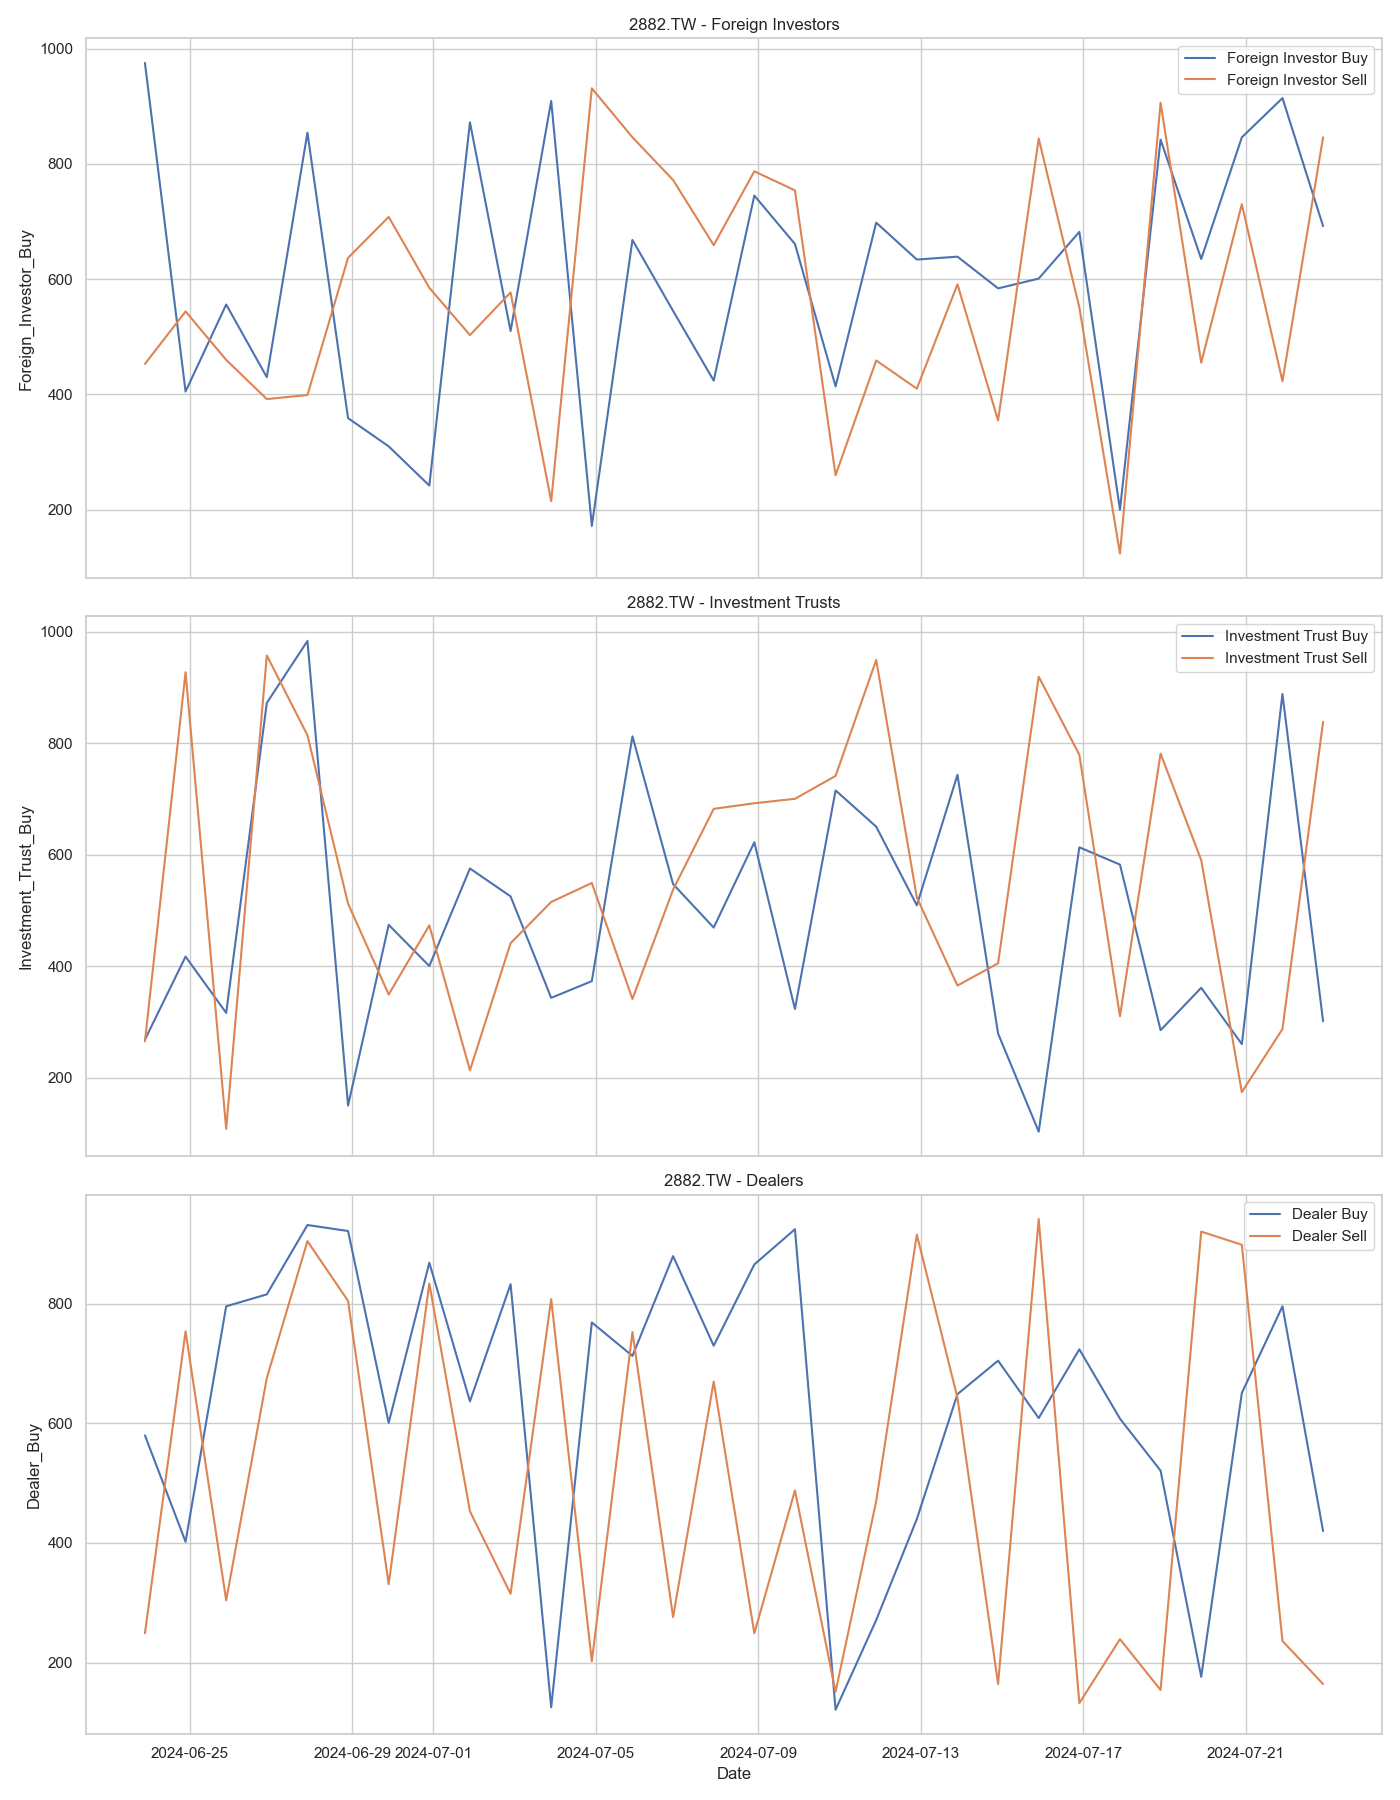 2882.TW - Foreign Investors
Foreign_Investor_Buy
1000
800
600
400
200
Foreign Investor Buy
Foreign Investor Sell
2882.TW - Investment Trusts
Investment_Trust_Buy
1000
800
600
400
200
Investment Trust Buy
Investment Trust Sell
2882.TW - Dealers
Dealer_Buy
800
600
400
200
Dealer Buy
Dealer Sell
2024-06-25 2024-06-29 2024-07-01 2024-07-05 2024-07-09 2024-07-13 2024-07-17 2024-07-21
Date